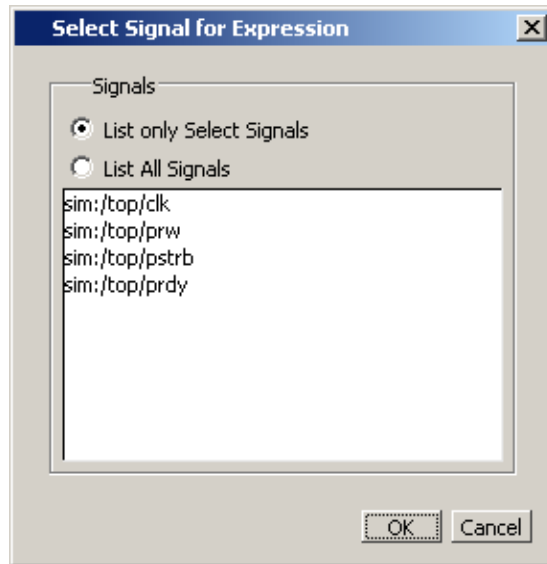 Select Signal for Expression
Signals
List only Select Signals
List All Signals
sim:/top/clk
sim:/top/prw
sim:/top/pstrb
sim:/top/prdy
OK Cancel